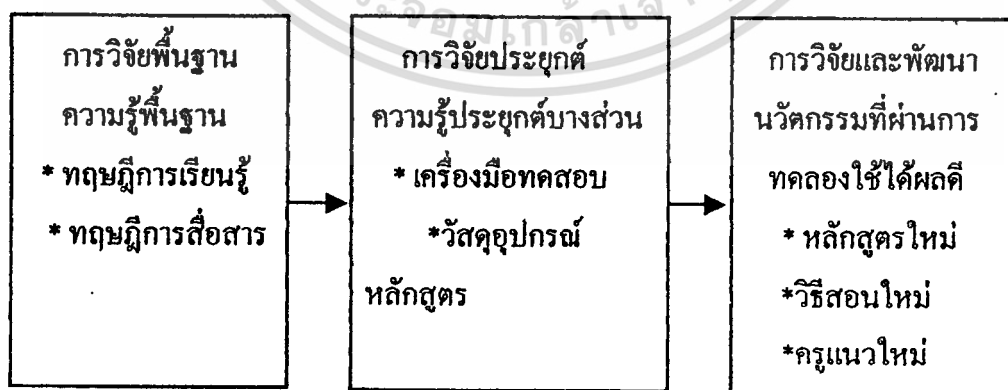 การวิจัยพื้นฐาน
ความรู้พื้นฐาน
* ทฤษฎีการเรียนรู้
* ทฤษฎีการสื่อสาร
การวิจัยประยุกต์
ความรู้ประยุกต์บางส่วน
* เครื่องมือทดสอบ
*วัสดุอุปกรณ์
หลักสูตร
การวิจัยและพัฒนา
นวัตกรรมที่ผ่านการ
ทดลองใช้ได้ผลดี
* หลักสูตรใหม่
*วิธีสอนใหม่
*ครูแนวใหม่